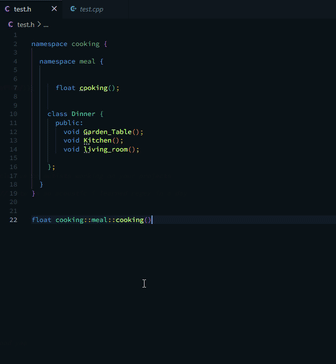 test.h
test.cpp
test.h > ...
1
2 namespace cooking {
3
4 namespace meal {
5
6
7 float cooking();
8
9
10 class Dinner {
11 public:
12 void Garden_Table();
13 void Kitchen();
14 void living_room();
15
16 };
17
18 }
19 }
20
21
22 float cooking::meal::cooking()